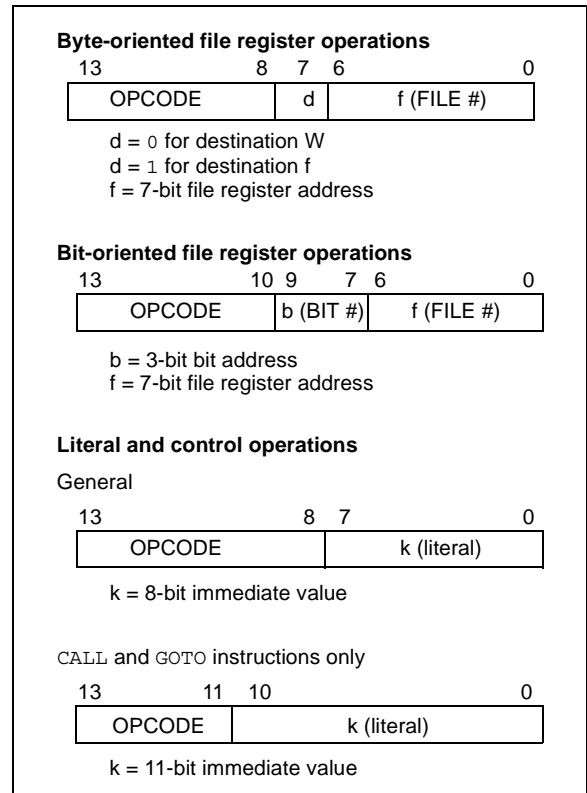 Byte-oriented file register operations
13 8 7 6 0
OPCODE d f (FILE #)
d = 0 for destination W
d = 1 for destination f
f = 7-bit file register address
Bit-oriented file register operations
13 10 9 7 6 0
OPCODE b (BIT #) f (FILE #)
b = 3-bit bit address
f = 7-bit file register address
Literal and control operations
General
13 8 7 0
OPCODE k (literal)
k = 8-bit immediate value
CALL and GOTO instructions only
13 11 10 0
OPCODE k (literal)
k = 11-bit immediate value